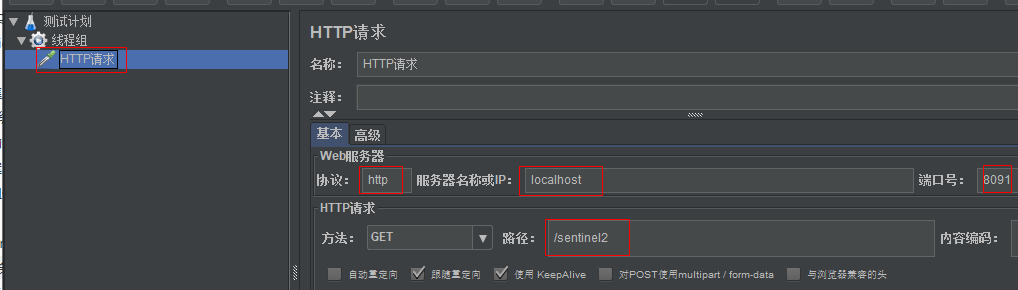 测试计划
线程组
HTTP请求
HTTP请求
名称： HTTP请求
注释：
基本 高级
Web服务器
协议： http 服务器名称或IP： localhost 端口号： 8091
HTTP请求
方法： GET 路径： /sentinel2 内容编码：
自动重定向 跟随重定向 使用 KeepAlive 对POST使用multipart / form-data 与浏览器兼容的头